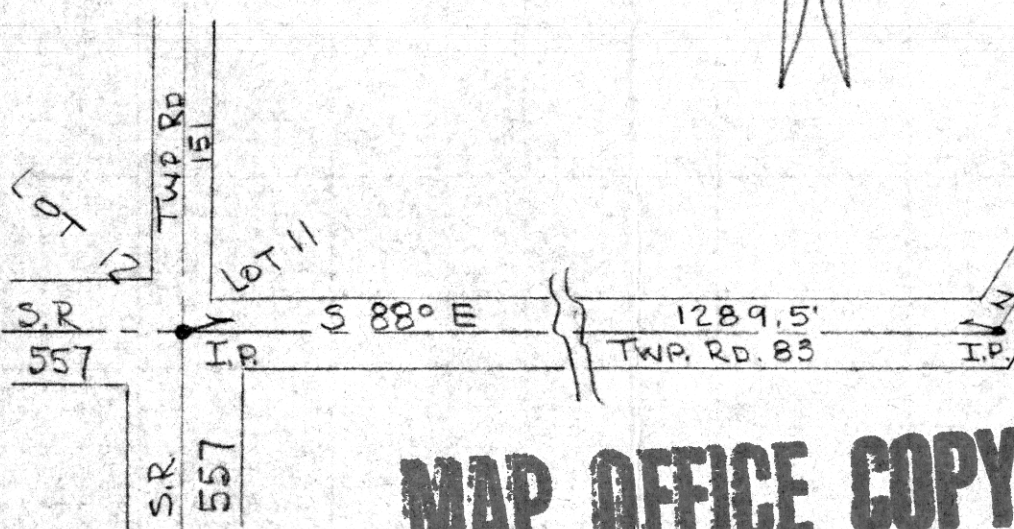 TWP RD
151
LOT 12
LOT 11
S.R
557
S 88° E
1289.5'
I.P.
TWP. RD. 83
I.P.
S.R.
557
MAP OFFICE COPY